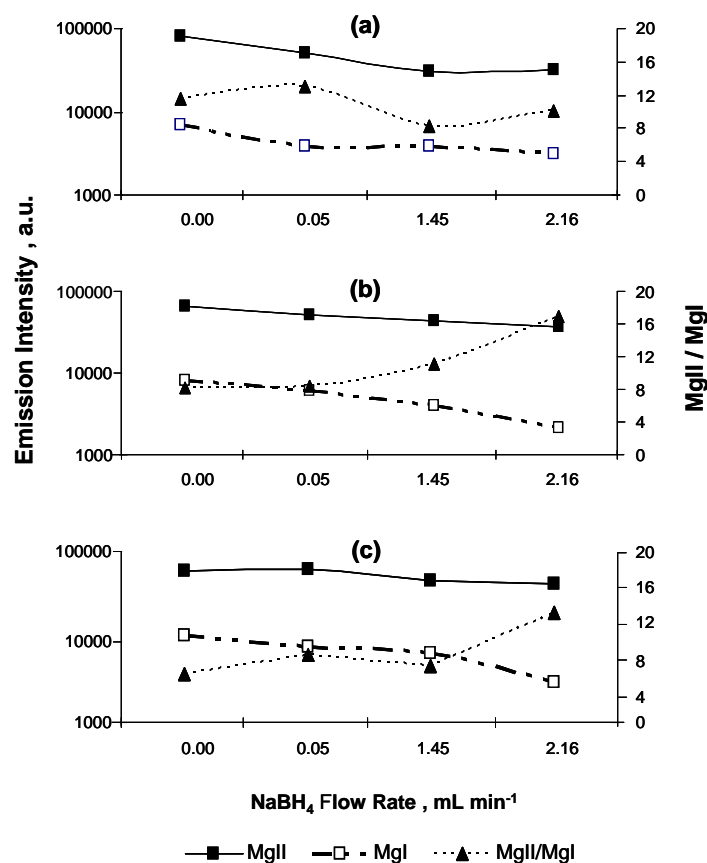 (a)
100000
10000
1000
20
16
12
8
4
0
0.00 0.05 1.45 2.16
(b)
100000
10000
1000
20
16
12
8
4
0
0.00 0.05 1.45 2.16
(c)
100000
10000
1000
20
16
12
8
4
0
0.00 0.05 1.45 2.16
Emission Intensity , a.u.
MgII / MgI
NaBH₄ Flow Rate , mL min⁻¹
MgII MgI MgII/MgI